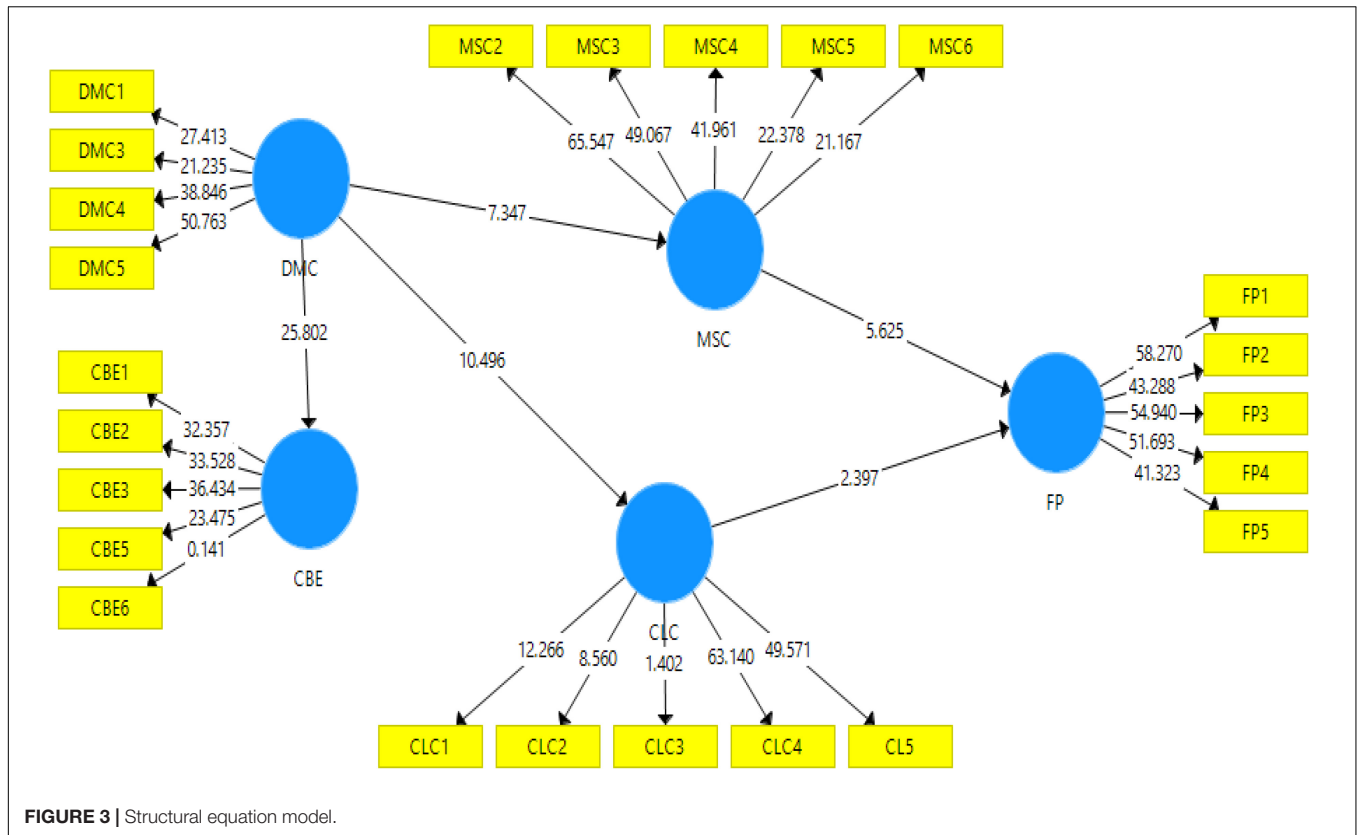 MSC2 MSC3 MSC4 MSC5 MSC6
65.547 49.067 41.961 22.378 21.167
DMC1
DMC3
DMC4
DMC5
27.413
21.235
38.846
50.763
DMC
7.347
MSC
25.802
10.496
5.625
CBE1
CBE2
CBE3
CBE5
CBE6
32.357
33.528
36.434
23.475
0.141
CBE
2.397
FP
58.270
43.288
54.940
51.693
41.323
FP1
FP2
FP3
FP4
FP5
CLC
12.266 8.560 1.402 63.140 49.571
CLC1 CLC2 CLC3 CLC4 CL5
FIGURE 3 | Structural equation model.